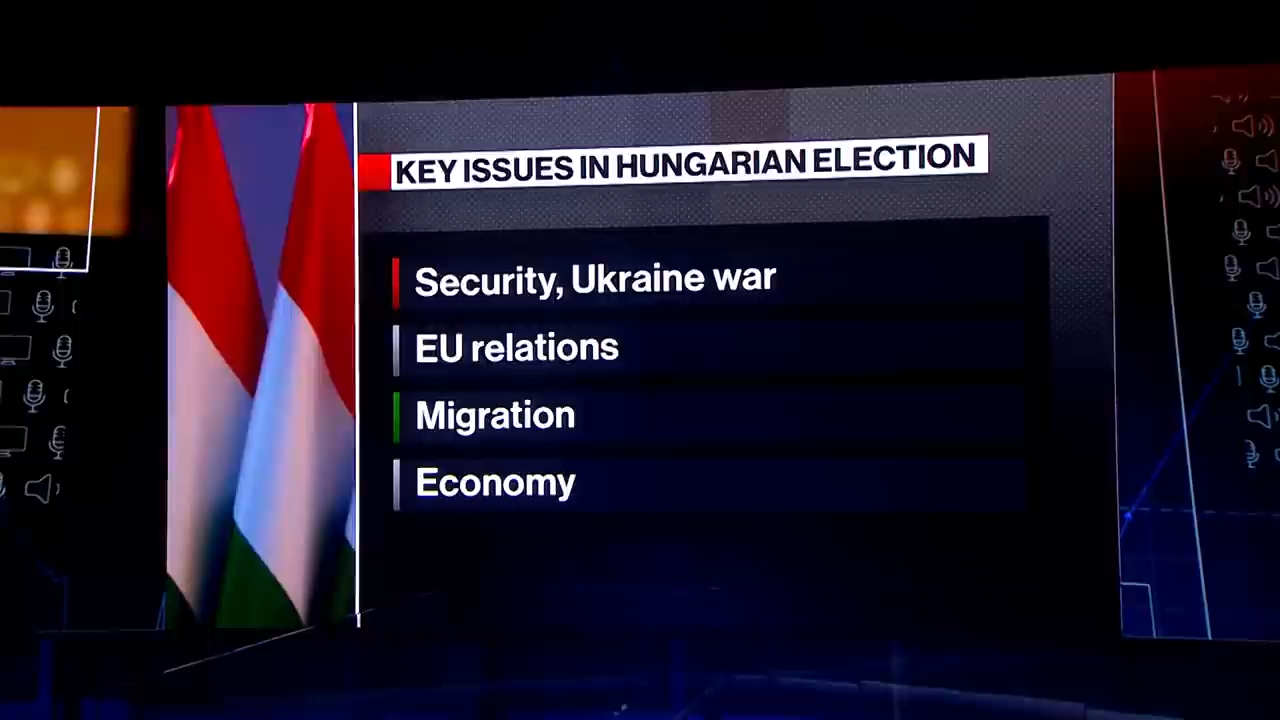 KEY ISSUES IN HUNGARIAN ELECTION
Security, Ukraine war
EU relations
Migration
Economy